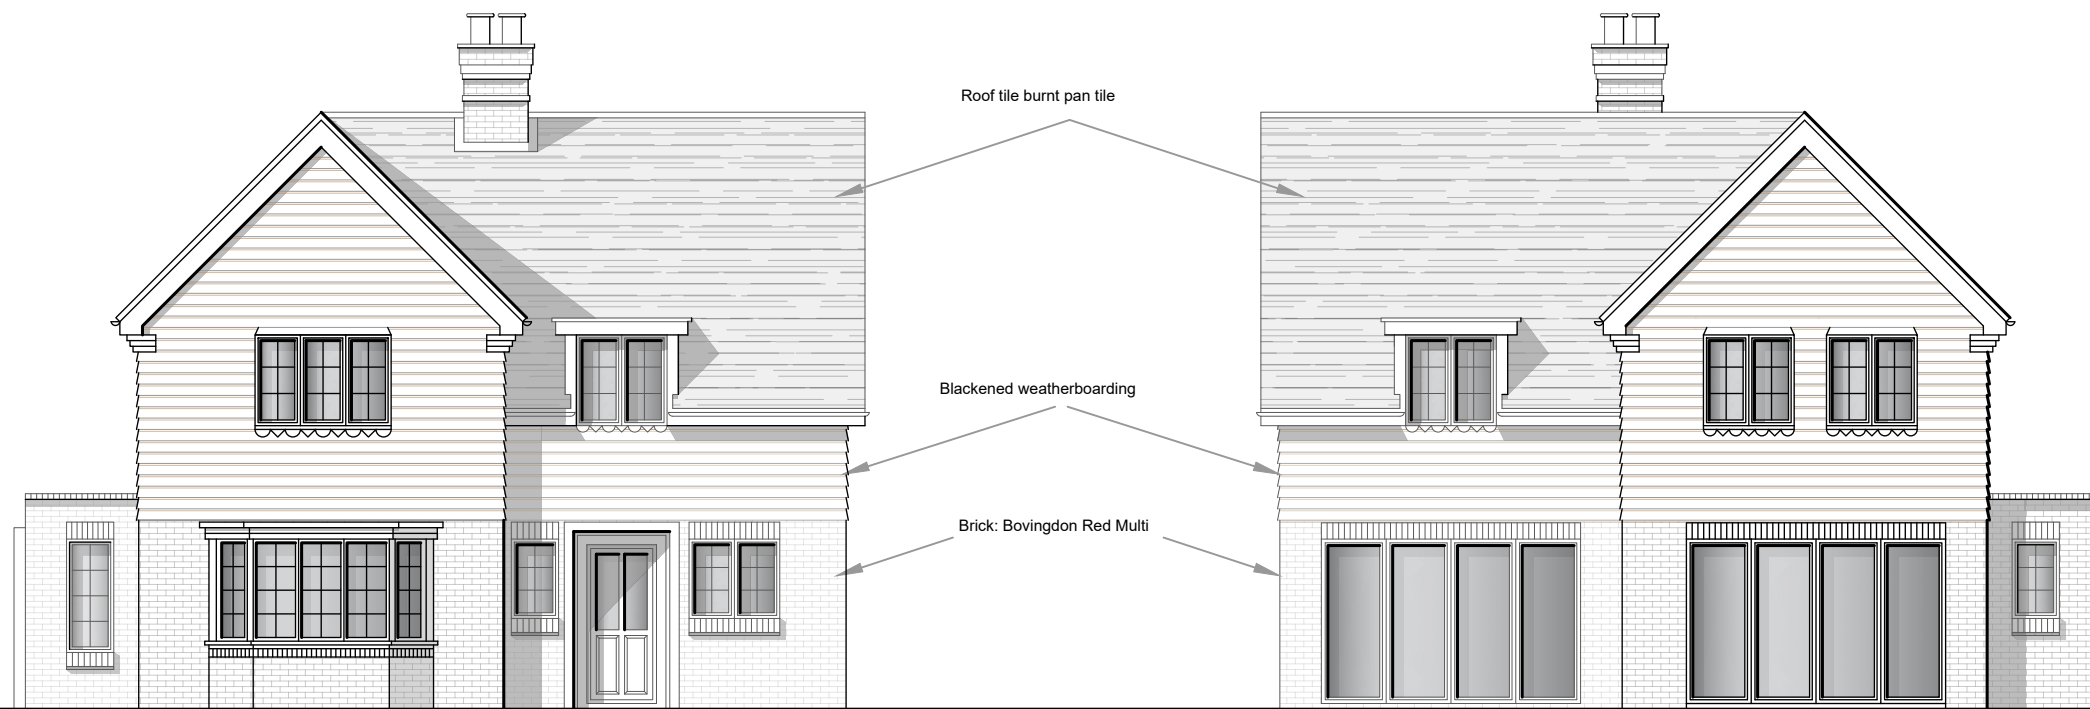 Roof tile burnt pan tile
Blackened weatherboarding
Brick: Bovingdon Red Multi